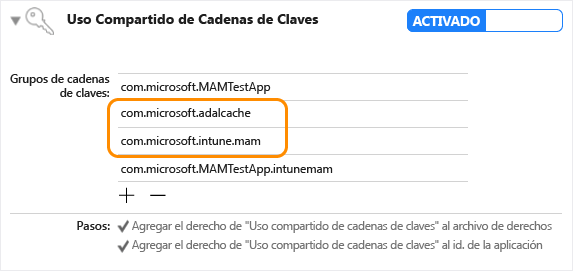 Uso Compartido de Cadenas de Claves
ACTIVADO
Grupos de cadenas
de claves:
com.microsoft.MAMTestApp
com.microsoft.adalcache
com.microsoft.intune.mam
com.microsoft.MAMTestApp.intunemam
Pasos:
Agregar el derecho de "Uso compartido de cadenas de claves" al archivo de derechos
Agregar el derecho de "Uso compartido de cadenas de claves" al id. de la aplicación